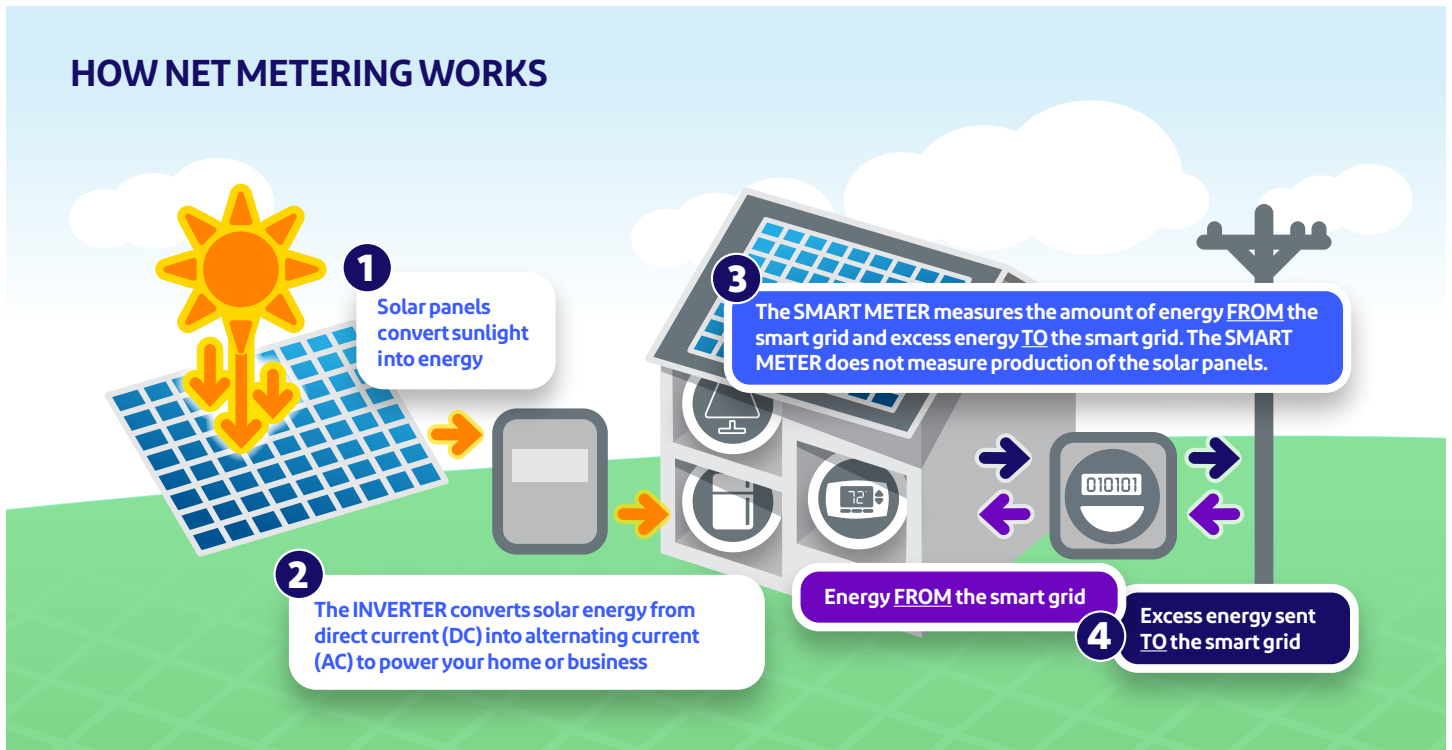 HOW NET METERING WORKS
1
Solar panels
convert sunlight
into energy
2
The INVERTER converts solar energy from
direct current (DC) into alternating current
(AC) to power your home or business
3
The SMART METER measures the amount of energy FROM the
smart grid and excess energy TO the smart grid. The SMART
METER does not measure production of the solar panels.
72°
010101
Energy FROM the smart grid
4
Excess energy sent
TO the smart grid